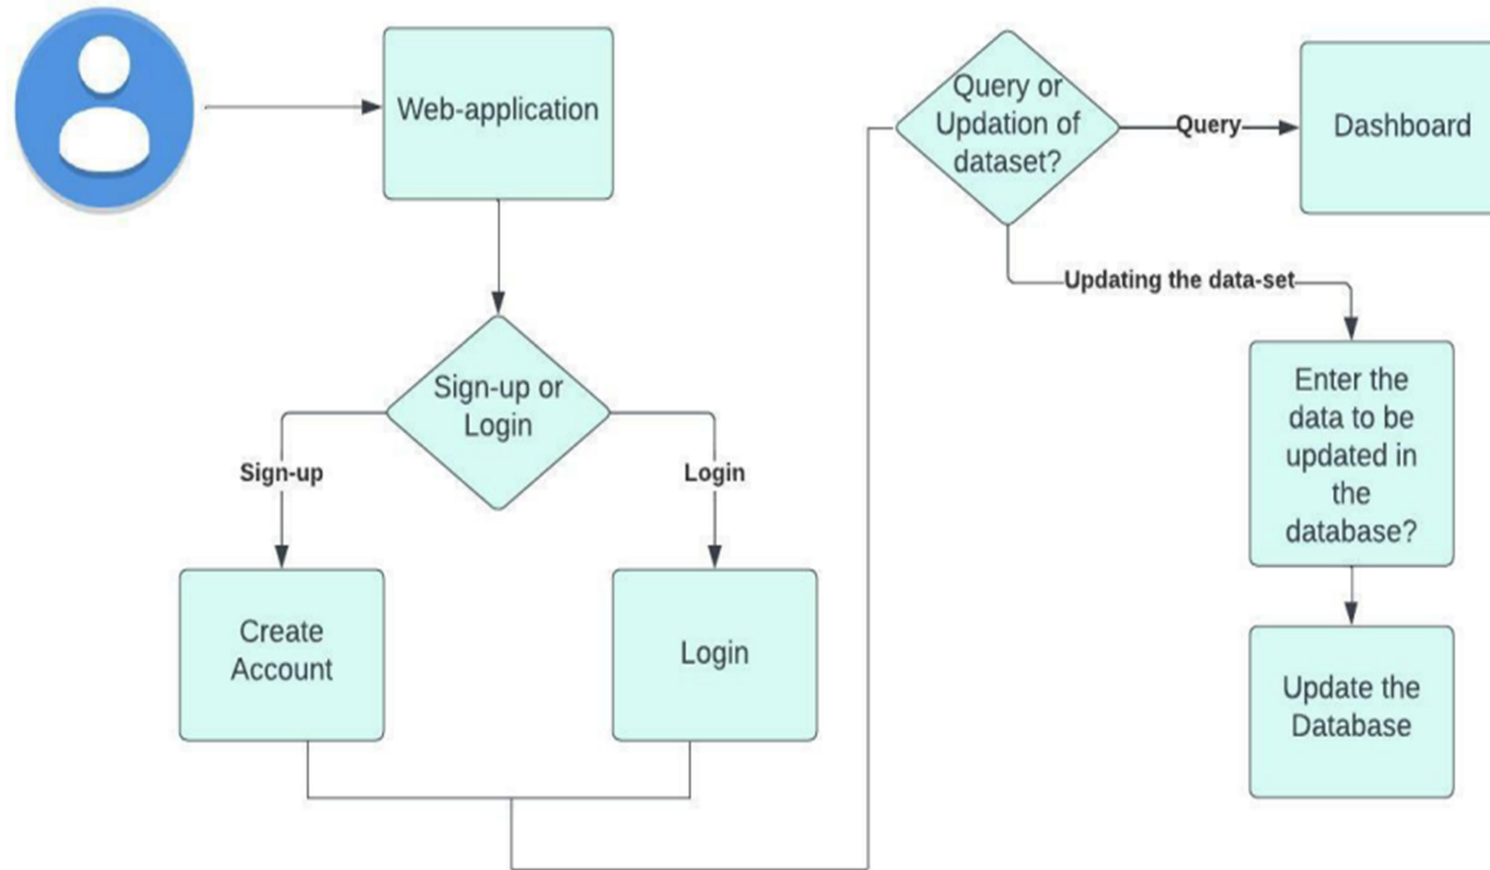 Web-application
Sign-up or
Login
Sign-up
Login
Create
Account
Login
Query or
Updation of
dataset?
Query
Dashboard
Updating the data-set
Enter the
data to be
updated in
the
database?
Update the
Database